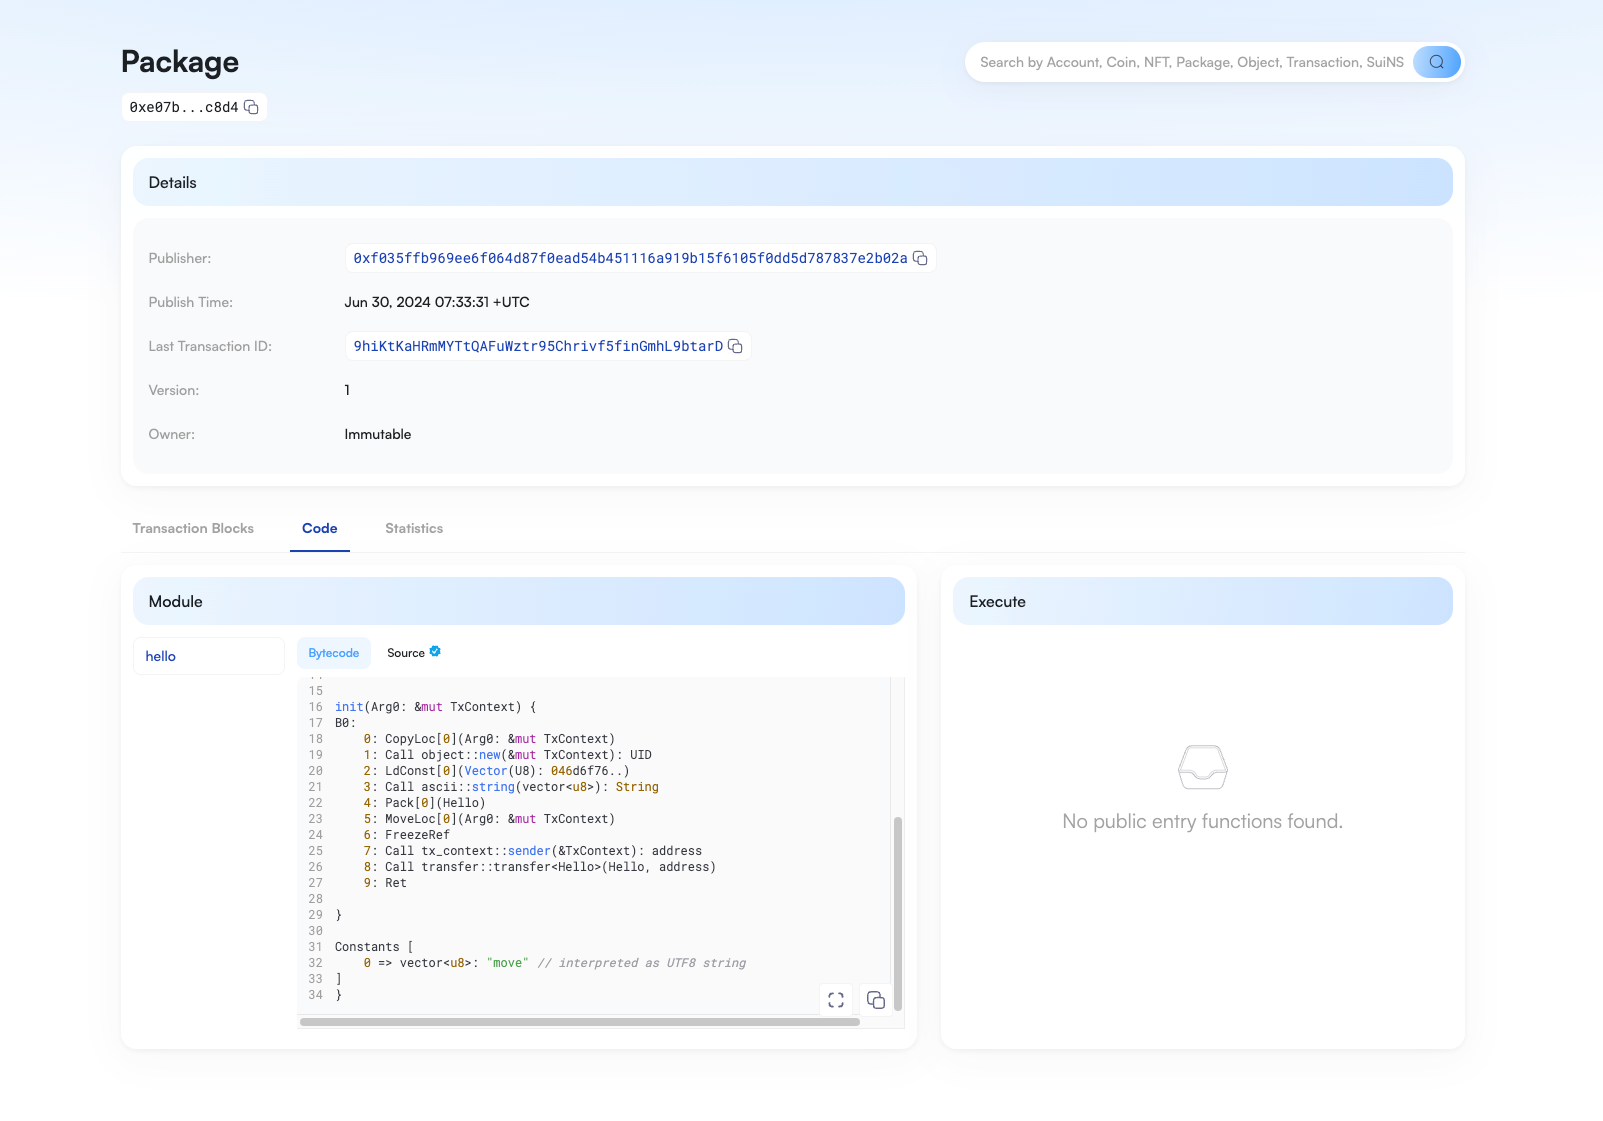 Package
Search by Account, Coin, NFT, Package, Object, Transaction, SuiNS
0xe07b...c8d4
Details
Publisher: 0xf035ffb969ee6f064d87f0ead54b451116a919b15f6105f0dd5d787837e2b02a
Publish Time: Jun 30, 2024 07:33:31 +UTC
Last Transaction ID: 9hiKtKaHRmMYTtQAFuWztr95Chrivf5finGmhL9btarD
Version: 1
Owner: Immutable
Transaction Blocks Code Statistics
Module
hello
Bytecode Source
15
16 init(Arg0: &mut TxContext) {
17 B0:
18 0: CopyLoc[0](Arg0: &mut TxContext)
19 1: Call object::new(&mut TxContext): UID
20 2: LdConst[0](Vector(U8): 046d6f76..)
21 3: Call ascii::string(vector<u8>): String
22 4: Pack[0](Hello)
23 5: MoveLoc[0](Arg0: &mut TxContext)
24 6: FreezeRef
25 7: Call tx_context::sender(&TxContext): address
26 8: Call transfer::transfer<Hello>(Hello, address)
27 9: Ret
28
29 }
30
31 Constants [
32 0 => vector<u8>: "move" // interpreted as UTF8 string
33 ]
34 }
Execute
No public entry functions found.